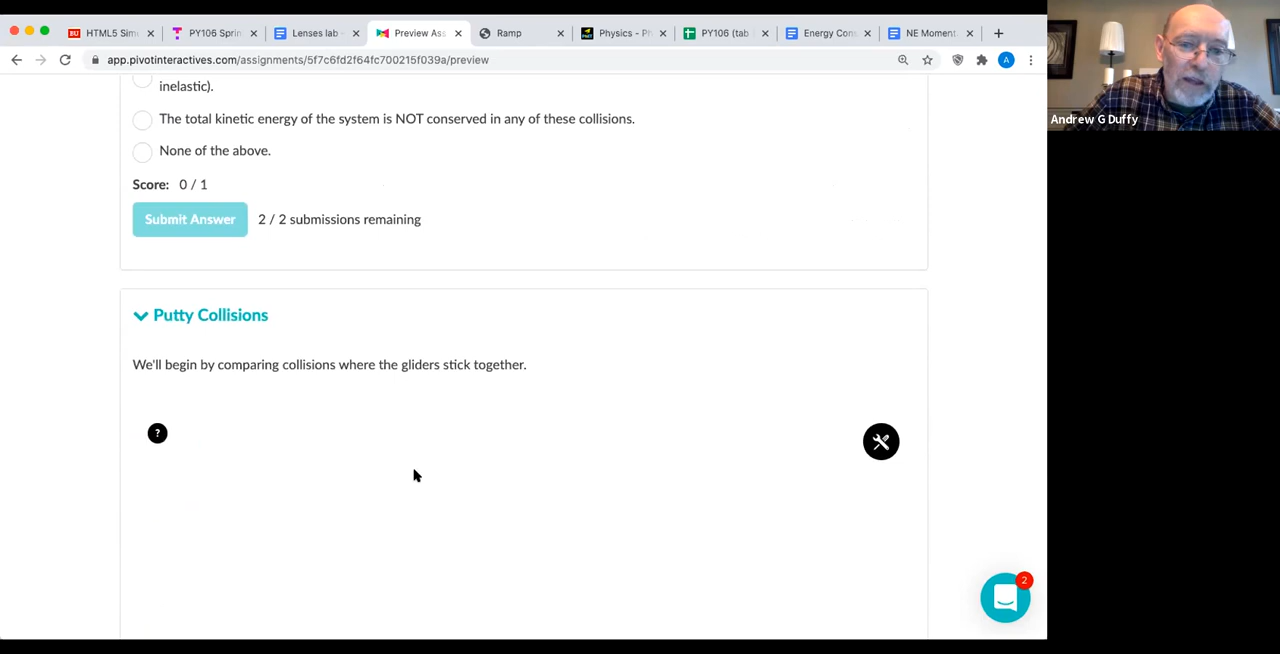 BU HTML5 Sim
PY106 Sprin
Lenses lab -
Preview Ass
Ramp
Physics - Ph
PY106 (tab
Energy Con
NE Moment
app.pivotinteractives.com/assignments/5f7c6fd2f64fc700215f039a/preview
A
Andrew G Duffy
inelastic).
The total kinetic energy of the system is NOT conserved in any of these collisions.
None of the above.
Score: 0 / 1
Submit Answer 2 / 2 submissions remaining
Putty Collisions
We'll begin by comparing collisions where the gliders stick together.
?
2